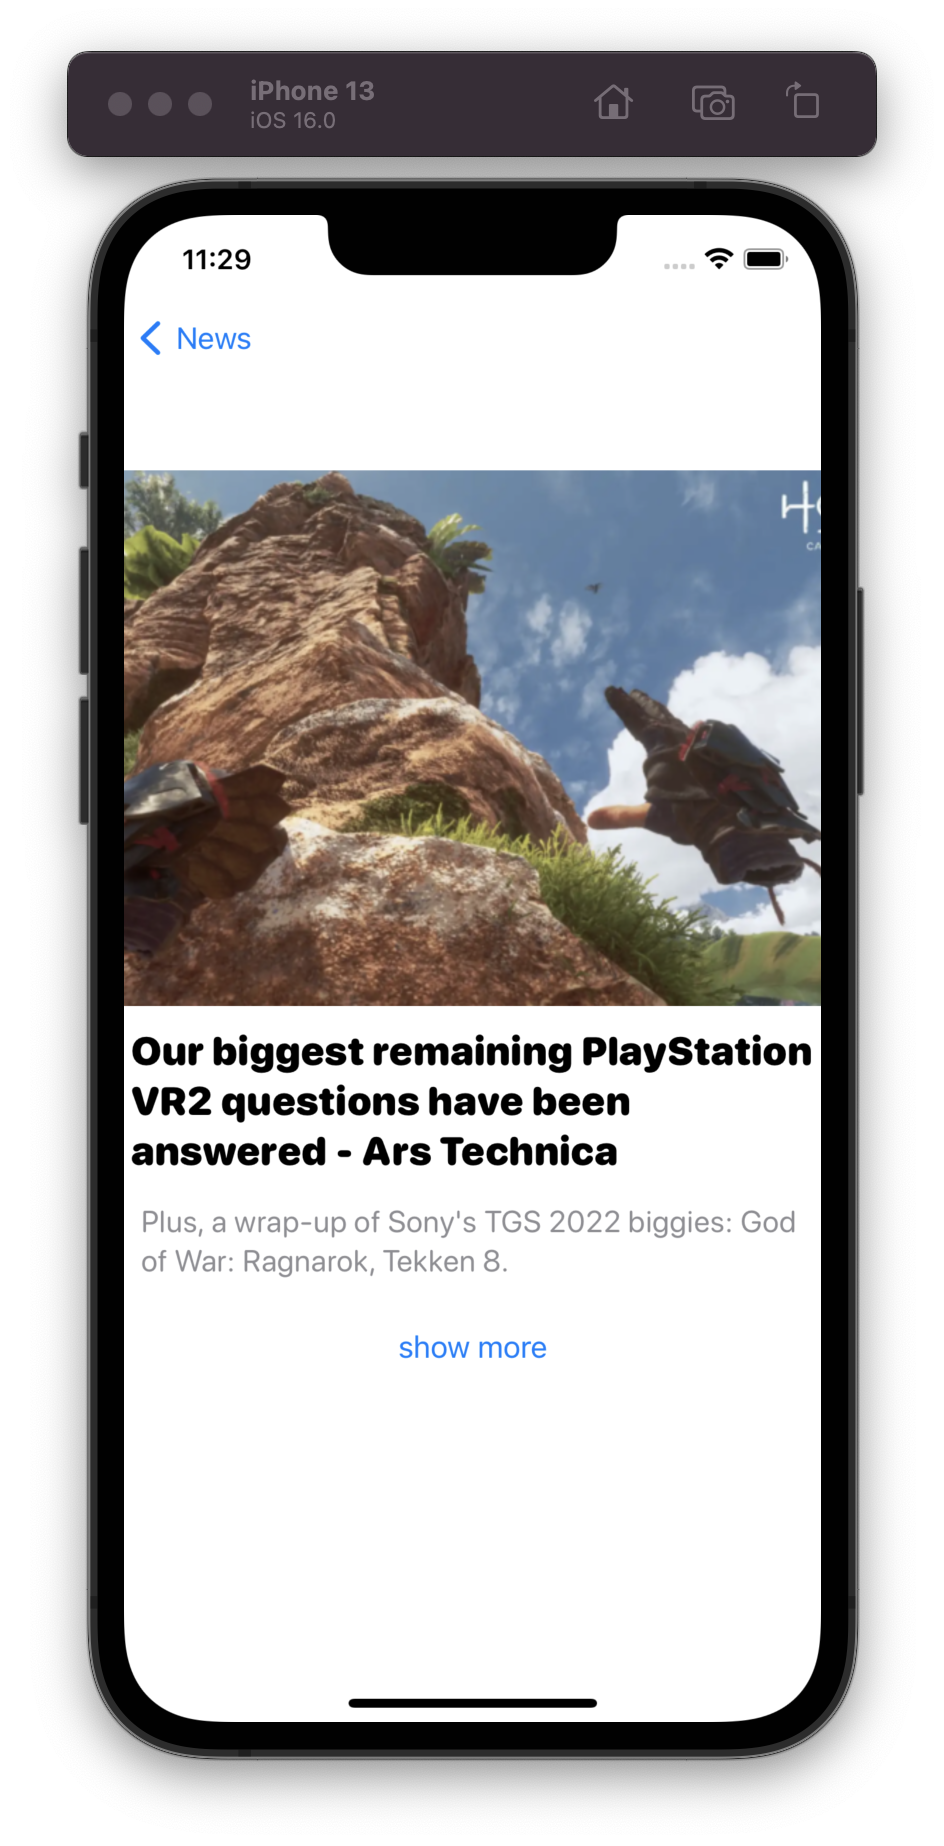 iPhone 13
iOS 16.0
11:29
News
Our biggest remaining PlayStation
VR2 questions have been
answered - Ars Technica
Plus, a wrap-up of Sony's TGS 2022 biggies: God
of War: Ragnarok, Tekken 8.
show more